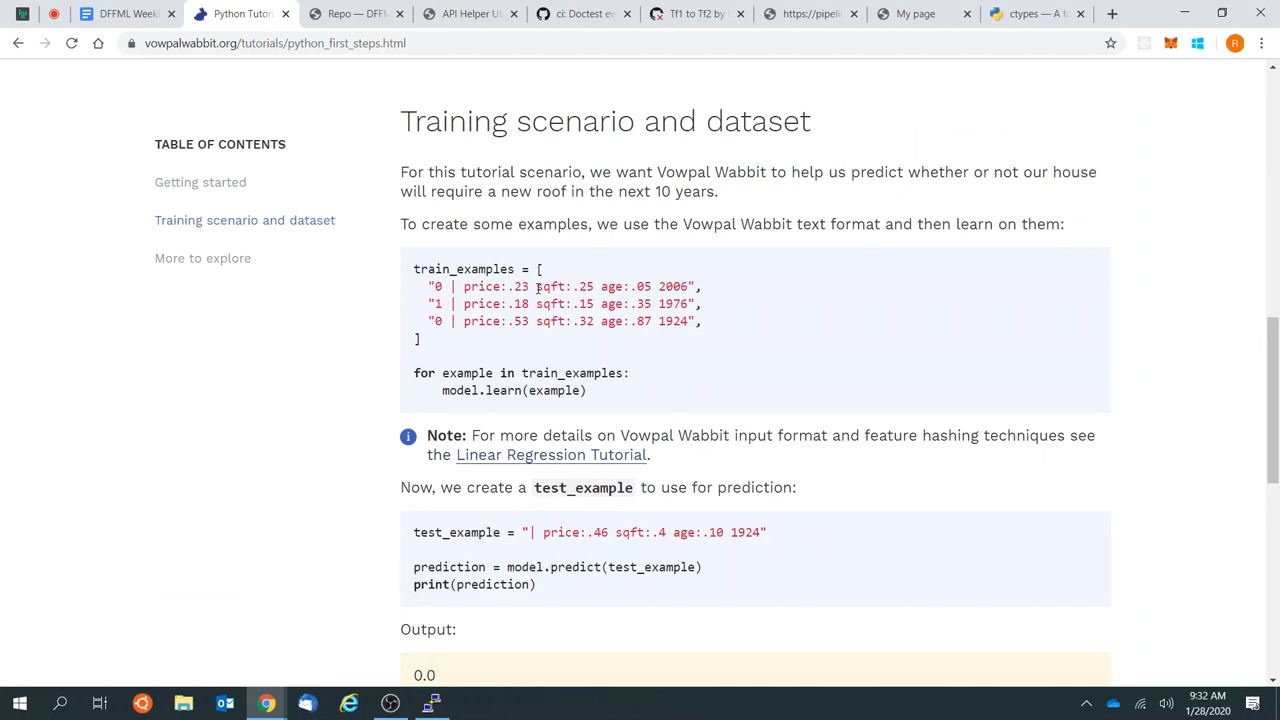 DFFML Weekl
Python Tutori
Repo — DFFM
API Helper Ut
ci: Doctest ev
Tf1 to Tf2 by
https://pipelin
My page
ctypes — A fo
vowpalwabbit.org/tutorials/python_first_steps.html
R
TABLE OF CONTENTS
Getting started
Training scenario and dataset
More to explore
Training scenario and dataset
For this tutorial scenario, we want Vowpal Wabbit to help us predict whether or not our house
will require a new roof in the next 10 years.
To create some examples, we use the Vowpal Wabbit text format and then learn on them:
train_examples = [
"0 | price:.23 sqft:.25 age:.05 2006",
"1 | price:.18 sqft:.15 age:.35 1976",
"0 | price:.53 sqft:.32 age:.87 1924",
]
for example in train_examples:
model.learn(example)
Note: For more details on Vowpal Wabbit input format and feature hashing techniques see
the Linear Regression Tutorial.
Now, we create a test_example to use for prediction:
test_example = "| price:.46 sqft:.4 age:.10 1924"
prediction = model.predict(test_example)
print(prediction)
Output:
0.0
9:32 AM
1/28/2020